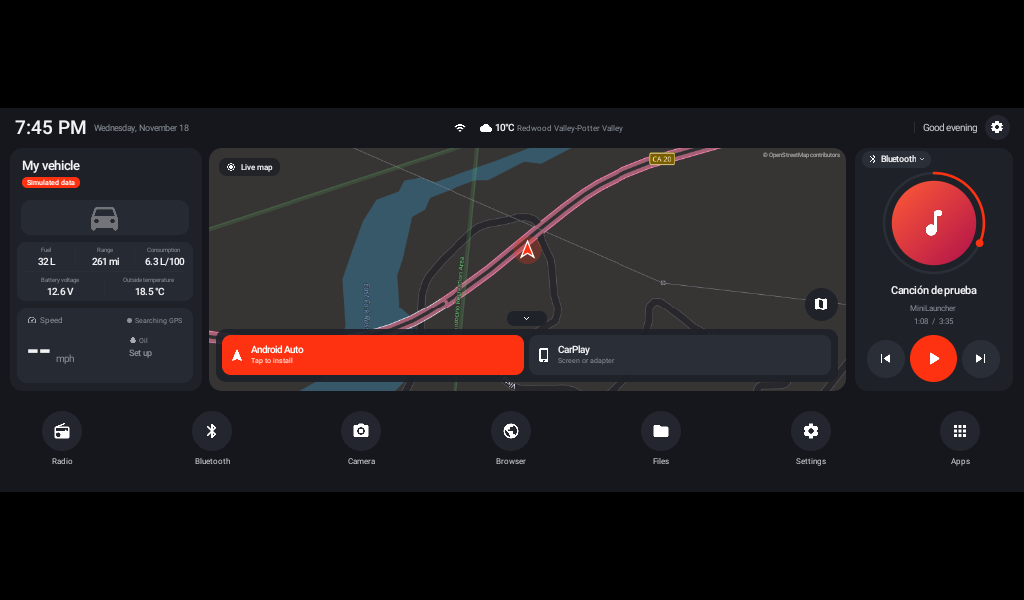 7:45 PM
Wednesday, November 18
10°C Redwood Valley-Potter Valley
Good evening
My vehicle
Simulated data
Fuel
32 L
Range
261 mi
Consumption
6.3 L/100
Battery voltage
12.6 V
Outside temperature
18.5 °C
Speed
Searching GPS
-- mph
Oil
Set up
Live map
CA 20
© OpenStreetMap contributors
Android Auto
Tap to install
CarPlay
Screen or adapter
Bluetooth
Canción de prueba
MiniLauncher
1:08 / 3:35
Radio
Bluetooth
Camera
Browser
Files
Settings
Apps